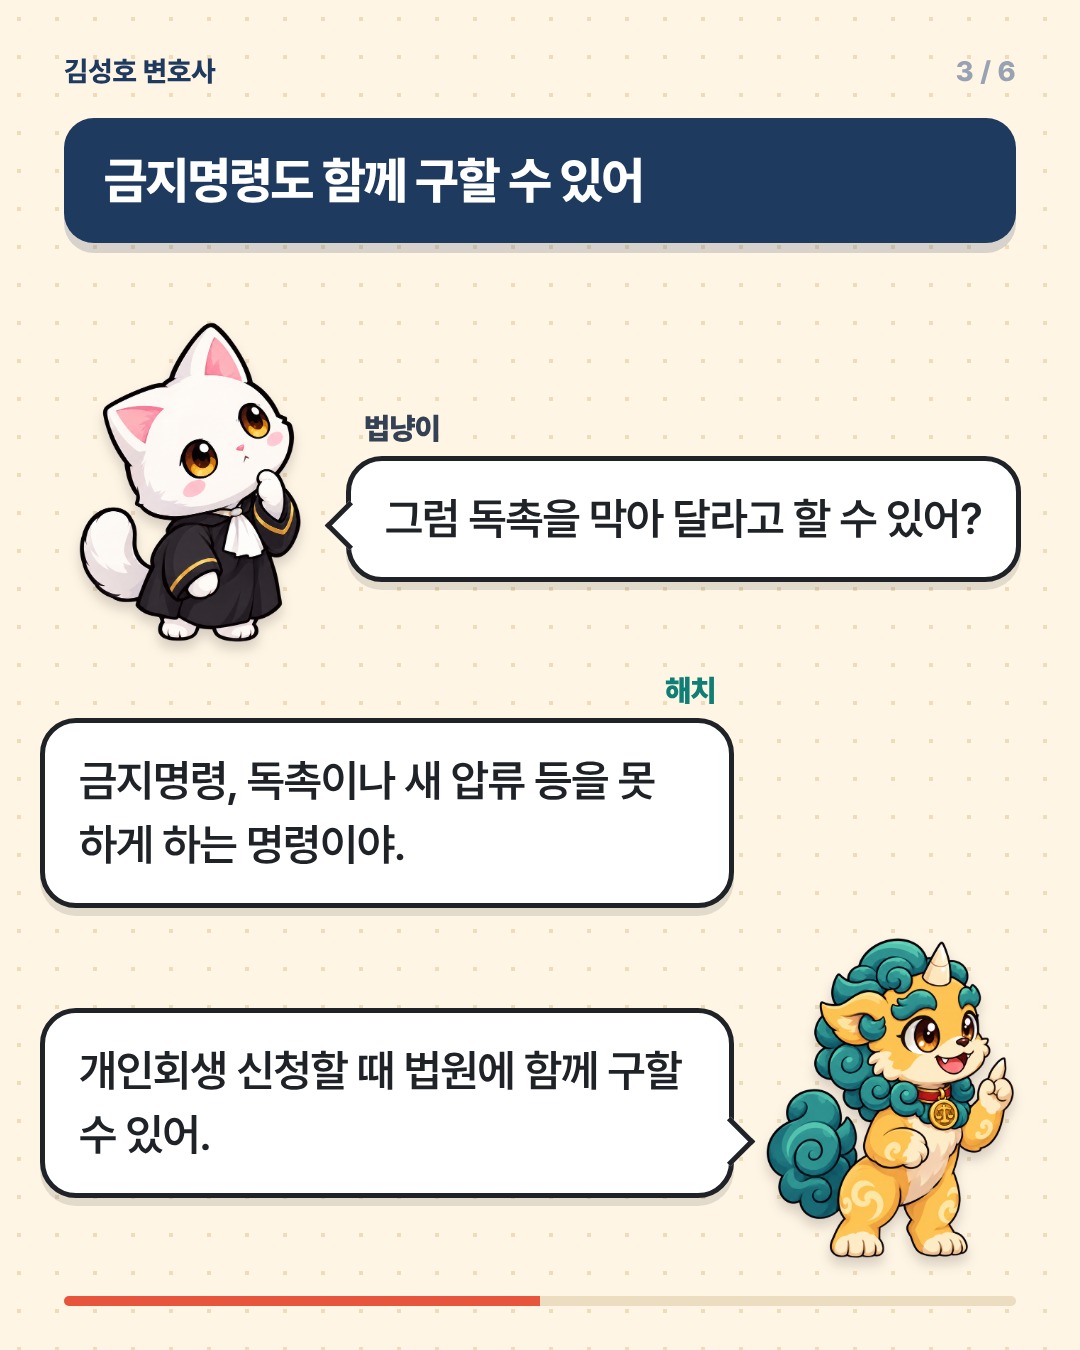 김성호 변호사
3 / 6
금지명령도 함께 구할 수 있어
법냥이
그럼 독촉을 막아 달라고 할 수 있어?
해치
금지명령, 독촉이나 새 압류 등을 못
하게 하는 명령이야.
개인회생 신청할 때 법원에 함께 구할
수 있어.